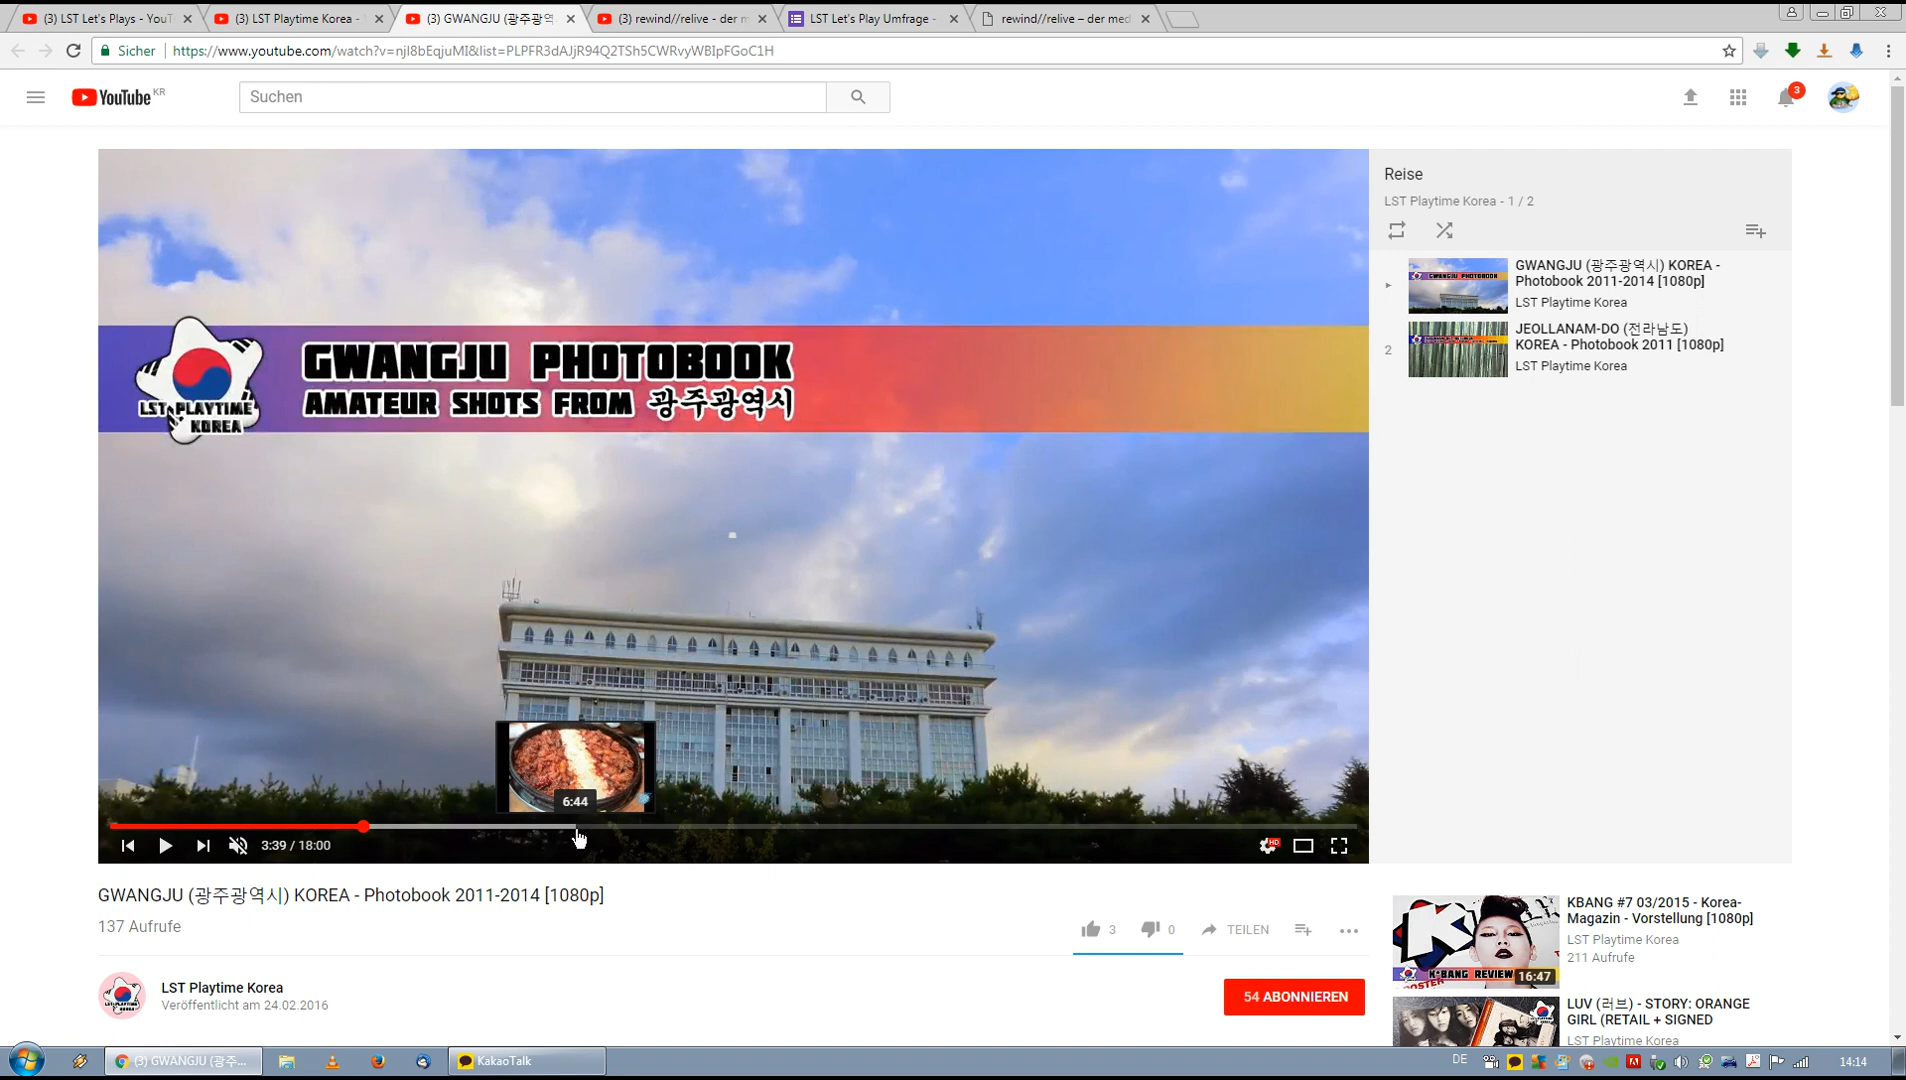 (3) LST Let's Plays - YouT
(3) LST Playtime Korea -
(3) GWANGJU (광주광역
(3) rewind//relive - der m
LST Let's Play Umfrage -
rewind//relive – der med
Sicher
https://www.youtube.com/watch?v=njI8bEqjuMI&list=PLPFR3dAJjR94Q2TSh5CWRvyWBIpFGoC1H
YouTube KR
Suchen
3
GWANGJU PHOTOBOOK
AMATEUR SHOTS FROM 광주광역시
LST PLAYTIME
KOREA
6:44
3:39 / 18:00
HD
Reise
LST Playtime Korea - 1 / 2
GWANGJU (광주광역시) KOREA -
Photobook 2011-2014 [1080p]
LST Playtime Korea
2
JEOLLANAM-DO (전라남도)
KOREA - Photobook 2011 [1080p]
LST Playtime Korea
GWANGJU (광주광역시) KOREA - Photobook 2011-2014 [1080p]
137 Aufrufe
3
0
TEILEN
LST Playtime Korea
Veröffentlicht am 24.02.2016
54 ABONNIEREN
KBANG #7 03/2015 - Korea-
Magazin - Vorstellung [1080p]
LST Playtime Korea
211 Aufrufe
K*BANG REVIEW
16:47
LUV (러브) - STORY: ORANGE
GIRL (RETAIL + SIGNED
LST Playtime Korea
(3) GWANGJU (광주...
KakaoTalk
DE
14:14